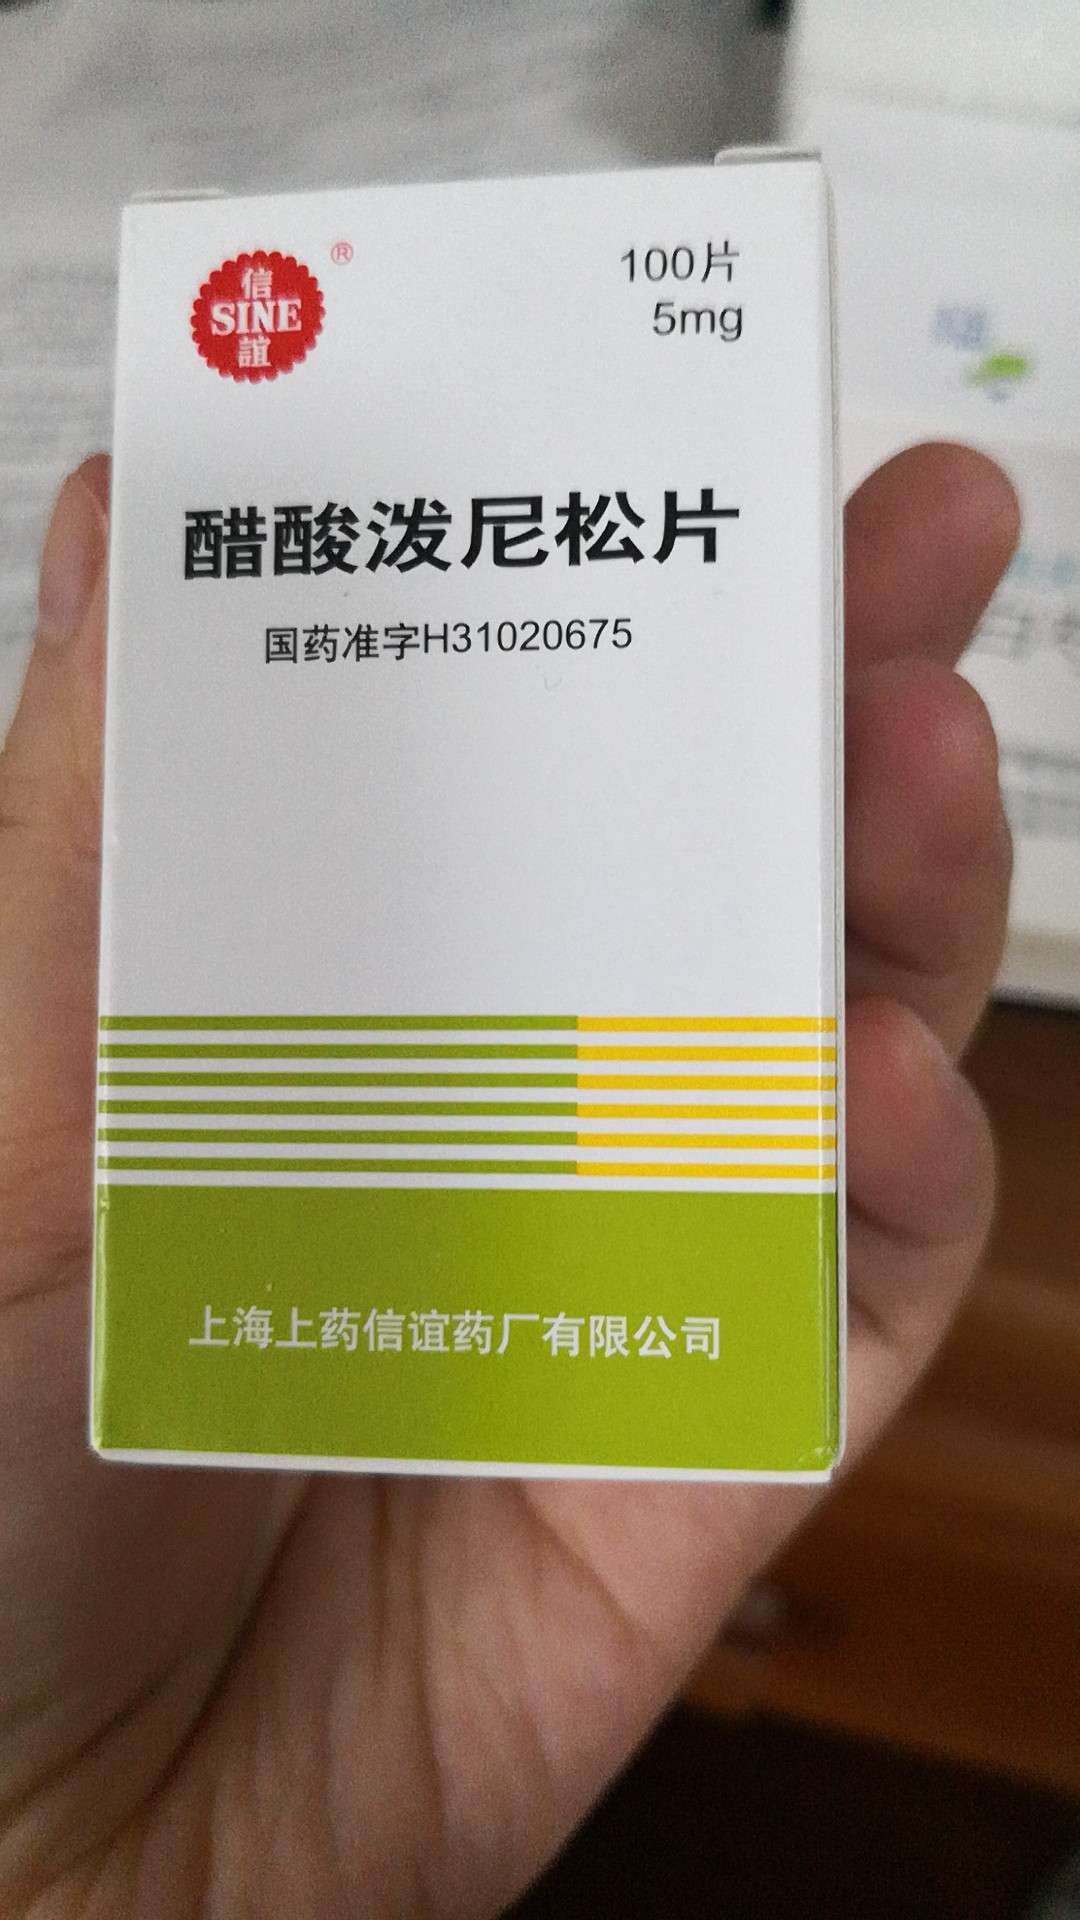 信
SINE
誼
®
100片
5mg
醋酸泼尼松片
国药准字H31020675
上海上药信谊药厂有限公司